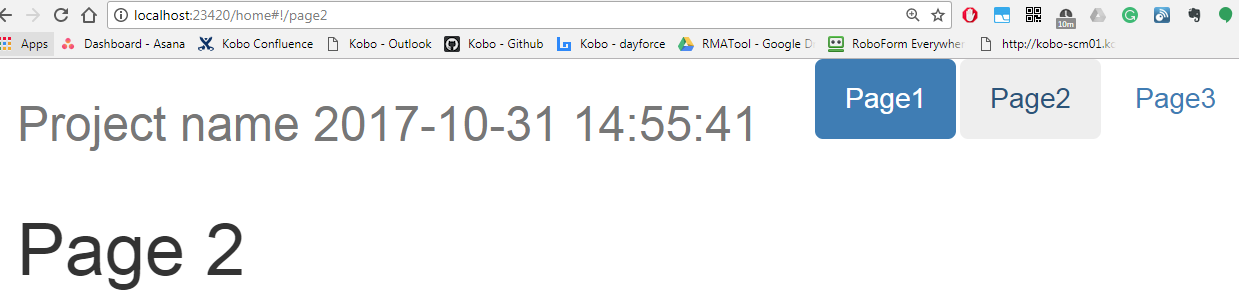 localhost:23420/home#!/page2
10m
Apps Dashboard - Asana Kobo Confluence Kobo - Outlook Kobo - Github Kobo - dayforce RMATool - Google D RoboForm Everywher http://kobo-scm01.k
Project name 2017-10-31 14:55:41 Page1 Page2 Page3
Page 2